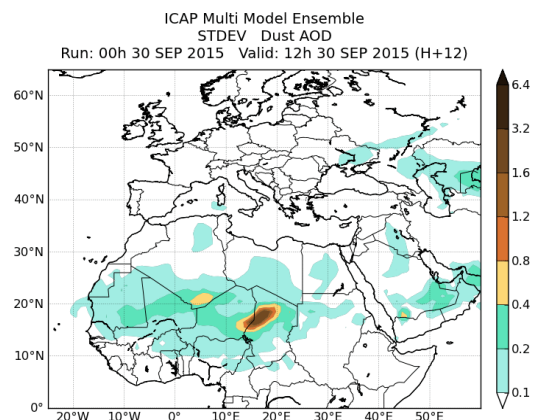 ICAP Multi Model Ensemble
STDEV   Dust AOD
Run: 00h 30 SEP 2015   Valid: 12h 30 SEP 2015 (H+12)
60°N
50°N
40°N
30°N
20°N
10°N
0°
20°W
10°W
0°
10°E
20°E
30°E
40°E
50°E
6.4
3.2
1.6
1.2
0.8
0.4
0.2
0.1